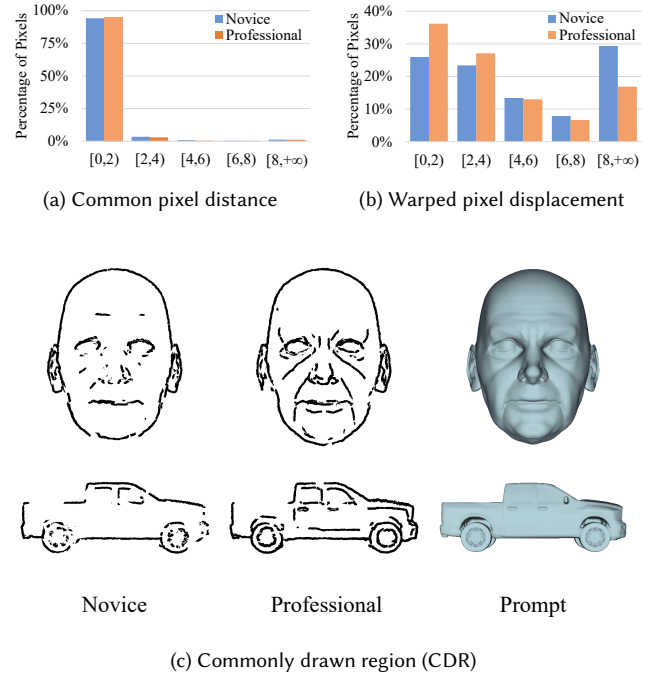 Percentage of Pixels
100%
75%
50%
25%
0%
Novice
Professional
[0,2) [2,4) [4,6) [6,8) [8,+∞)
(a) Common pixel distance
Percentage of Pixels
40%
30%
20%
10%
0%
Novice
Professional
[0,2) [2,4) [4,6) [6,8) [8,+∞)
(b) Warped pixel displacement
Novice Professional Prompt
(c) Commonly drawn region (CDR)